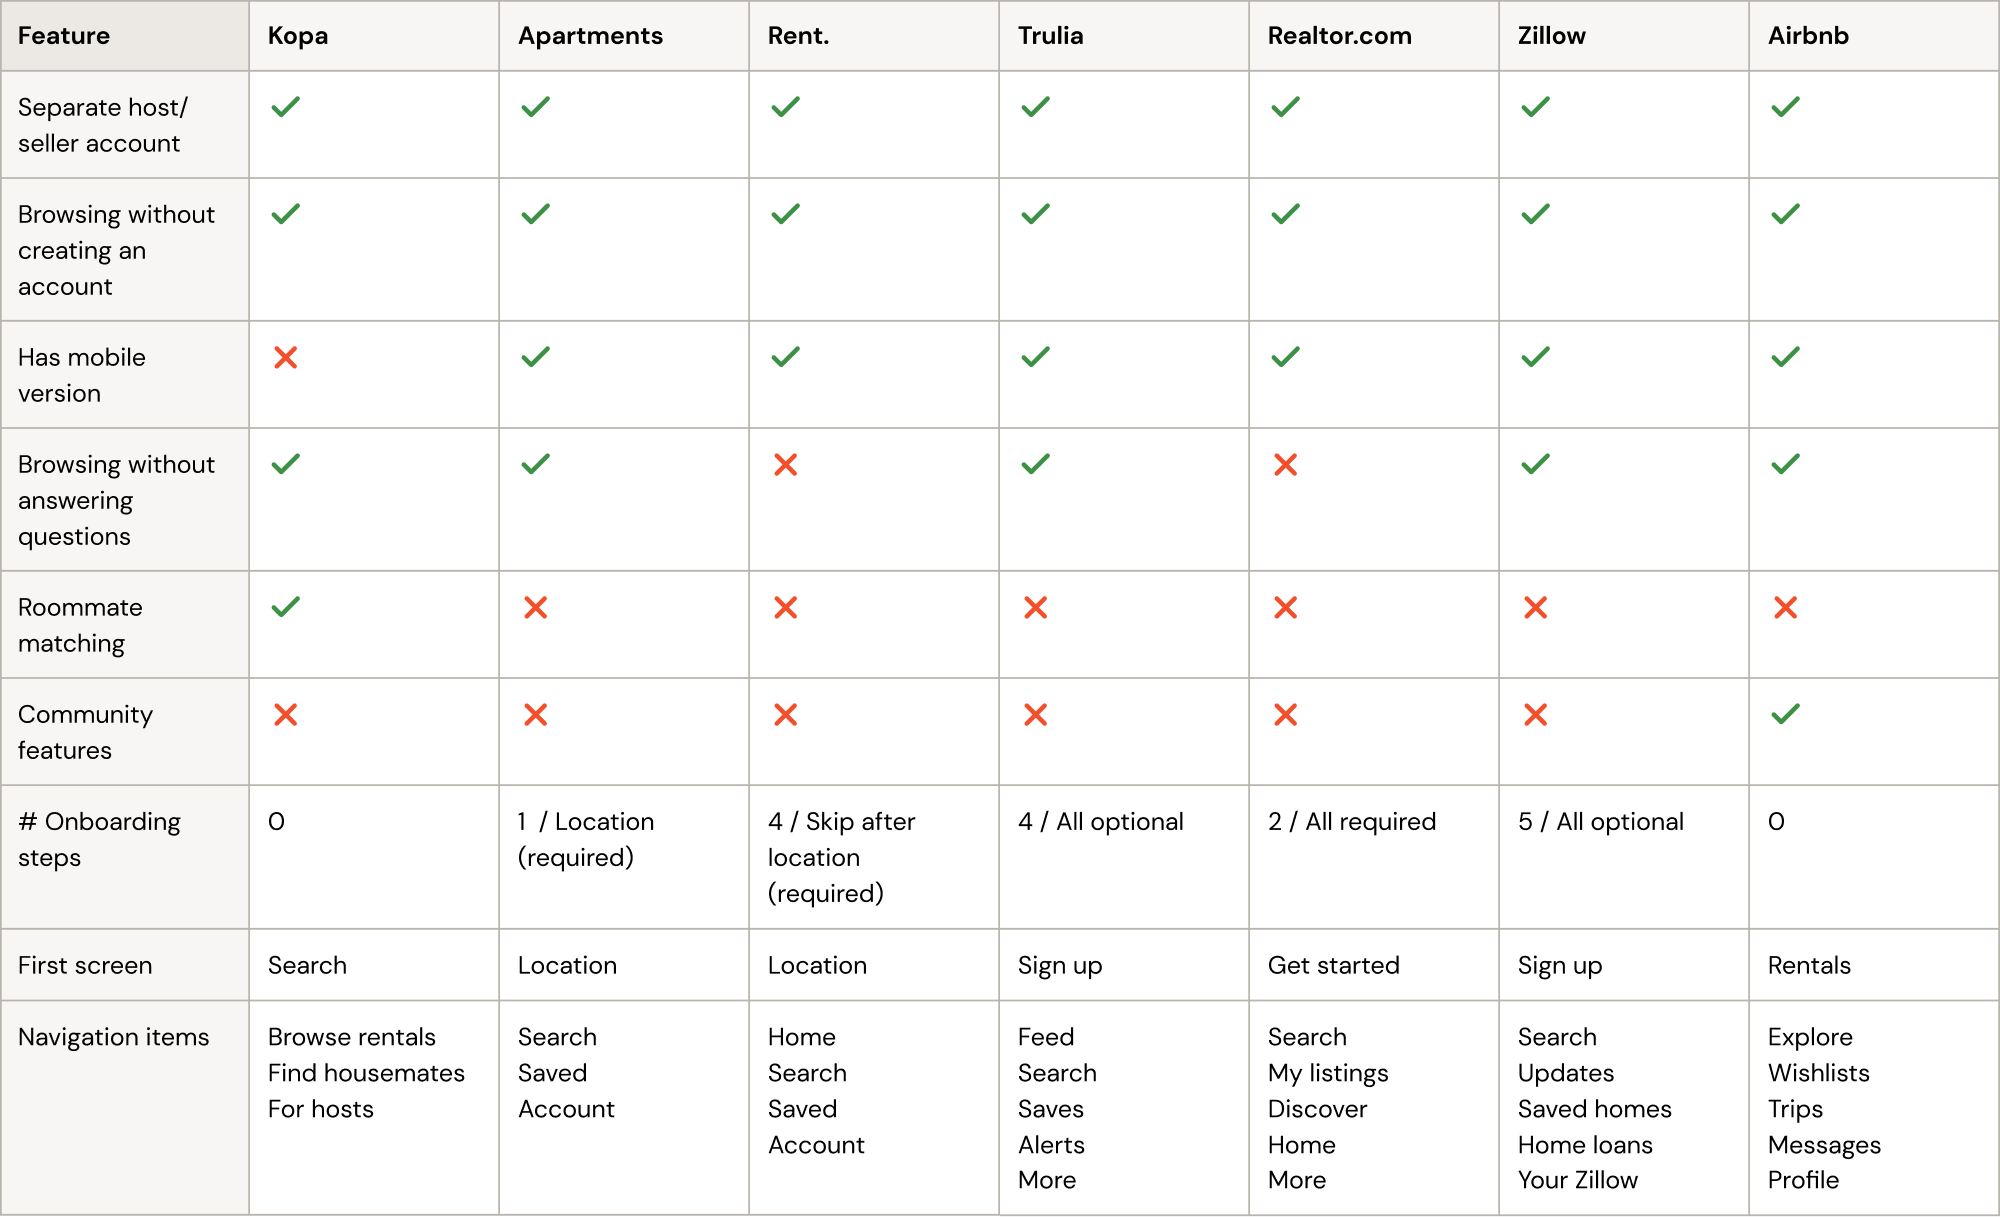 Feature Kopa Apartments Rent. Trulia Realtor.com Zillow Airbnb
Separate host/
seller account
Browsing without
creating an
account
Has mobile
version
Browsing without
answering
questions
Roommate
matching
Community
features
# Onboarding
steps
0
1 / Location
(required)
4 / Skip after
location
(required)
4 / All optional
2 / All required
5 / All optional
0
First screen Search Location Location Sign up Get started Sign up Rentals
Navigation items
Browse rentals
Find housemates
For hosts
Search
Saved
Account
Home
Search
Saved
Account
Feed
Search
Saves
Alerts
More
Search
My listings
Discover
Home
More
Search
Updates
Saved homes
Home loans
Your Zillow
Explore
Wishlists
Trips
Messages
Profile